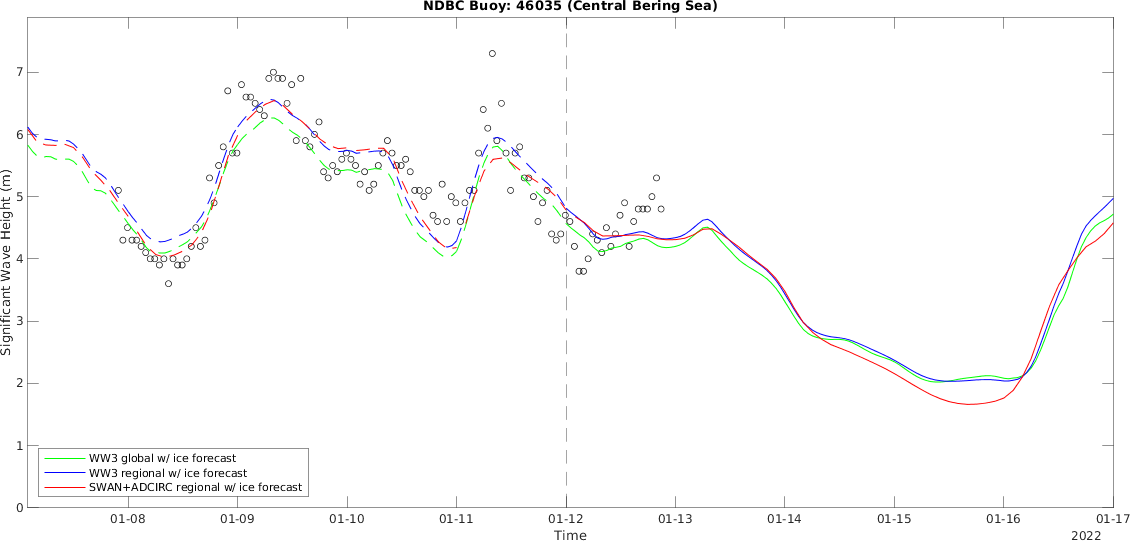 NDBC Buoy: 46035 (Central Bering Sea)
Significant Wave Height (m)
7
6
5
4
3
2
1
0
WW3 global w/ ice forecast
WW3 regional w/ ice forecast
SWAN+ADCIRC regional w/ ice forecast
01-08 01-09 01-10 01-11 01-12 01-13 01-14 01-15 01-16 01-17
Time
2022